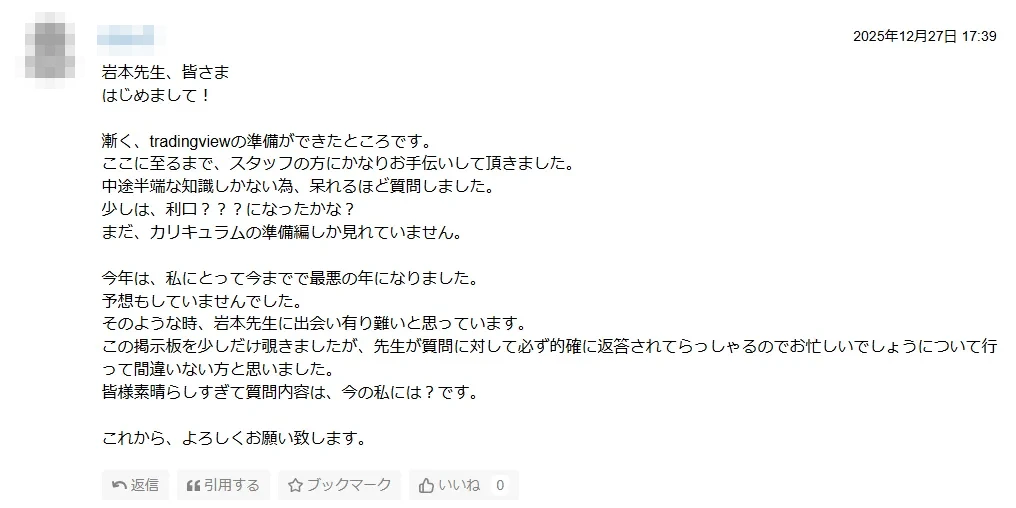 2025年12月27日 17:39
岩本先生、皆さま
はじめまして！
漸く、tradingviewの準備ができたところです。
ここに至るまで、スタッフの方にかなりお手伝いして頂きました。
中途半端な知識しかない為、呆れるほど質問しました。
少しは、利口？？？になったかな？
まだ、カリキュラムの準備編しか見れていません。
今年は、私にとって今までで最悪の年になりました。
予想もしていませんでした。
そのような時、岩本先生に出会い有り難いと思っています。
この掲示板を少しだけ覗きましたが、先生が質問に対して必ず的確に返答されてらっしゃるのでお忙しいでしょうについて行
って間違いない方と思いました。
皆様素晴らしすぎて質問内容は、今の私には？です。
これから、よろしくお願い致します。
返信 引用する ブックマーク いいね 0